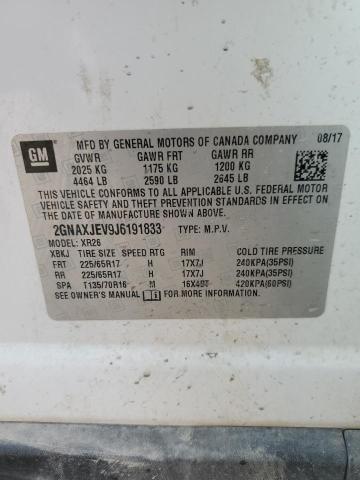 GM
MFD BY GENERAL MOTORS OF CANADA COMPANY 08/17
GVWR GAWR FRT GAWR RR
2025 KG 1175 KG 1200 KG
4464 LB 2590 LB 2645 LB
THIS VEHICLE CONFORMS TO ALL APPLICABLE U.S. FEDERAL MOTOR
VEHICLE SAFETY AND THEFT PREVENTION STANDARDS IN EFFECT ON
THE DATE OF MANUFACTURE SHOWN ABOVE.
2GNAXJEV9J6191833 TYPE: M.P.V.
MODEL: XR26
XBKJ TIRE SIZE SPEED RTG RIM COLD TIRE PRESSURE
FRT 225/65R17 H 17X7J 240KPA(35PSI)
RR 225/65R17 H 17X7J 240KPA(35PSI)
SPA T135/70R16 M 16X4BT 420KPA(60PSI)
SEE OWNER'S MANUAL FOR ADDITIONAL INFORMATION.